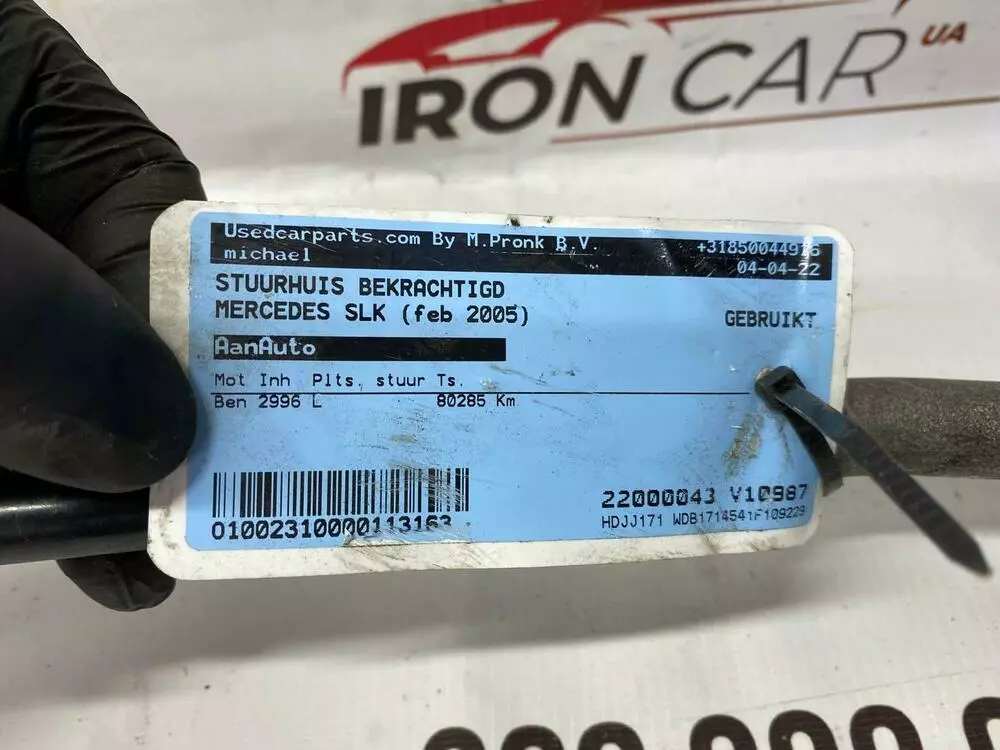 IRON CAR UA
Usedcarparts.com By M.Pronk B.V.
michael
04-04-22
STUURHUIS BEKRACHTIGD
MERCEDES SLK (feb 2005)
GEBRUIKT
AanAuto
Mot Inh Plts, stuur Ts.
Ben 2996 L 80285 Km
01002310000113163
22000043 V10987
HDJJ171 WDB1714541F109229